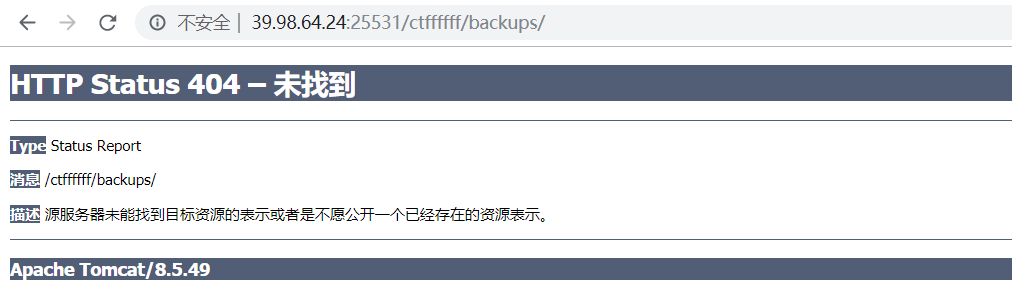 不安全 | 39.98.64.24:25531/ctffffff/backups/
HTTP Status 404 – 未找到
Type Status Report
消息 /ctffffff/backups/
描述 源服务器未能找到目标资源的表示或者是不愿公开一个已经存在的资源表示。
Apache Tomcat/8.5.49